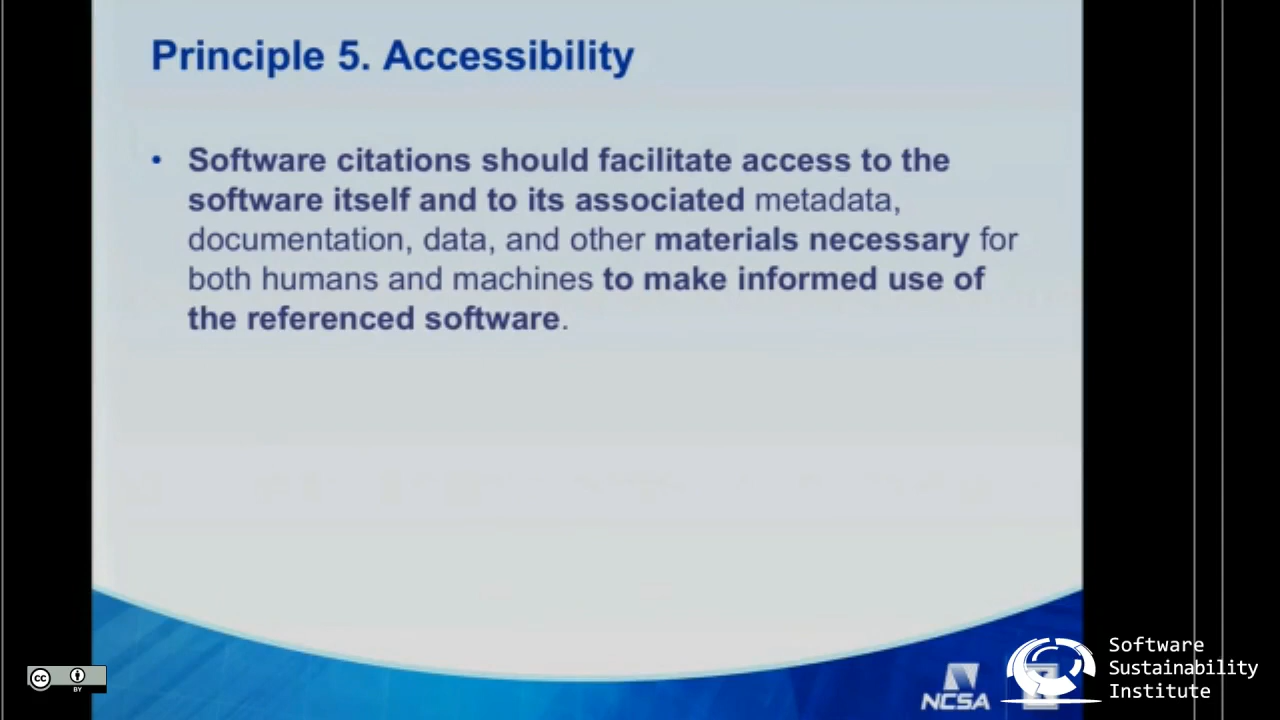 Principle 5. Accessibility
• Software citations should facilitate access to the
software itself and to its associated metadata,
documentation, data, and other materials necessary for
both humans and machines to make informed use of
the referenced software.
cc
BY
NCSA
Software
Sustainability
Institute